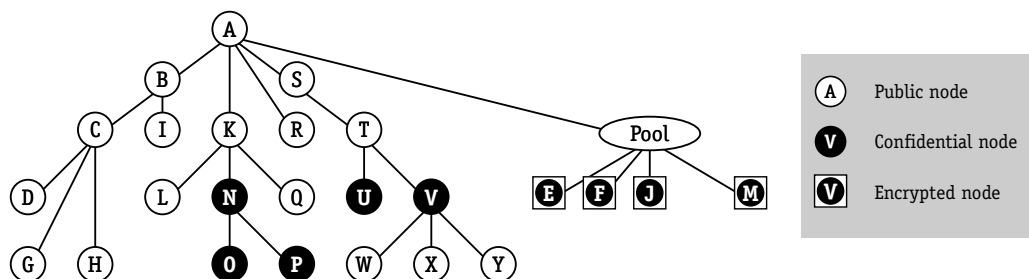 A
B S
A Public node
C I K R T Pool
V Confidential node
D L N Q U V E F J M
V Encrypted node
G H O P W X Y